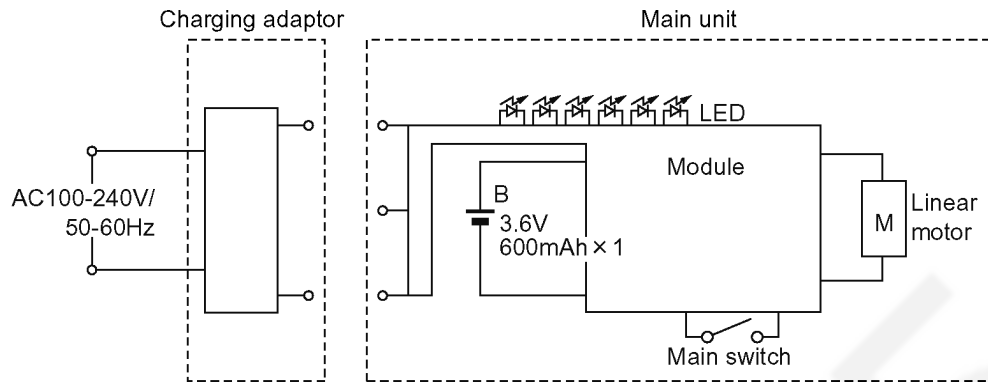 Charging adaptor
Main unit
LED
Module
AC100-240V/
50-60Hz
B
3.6V
600mAh × 1
M
Linear
motor
Main switch